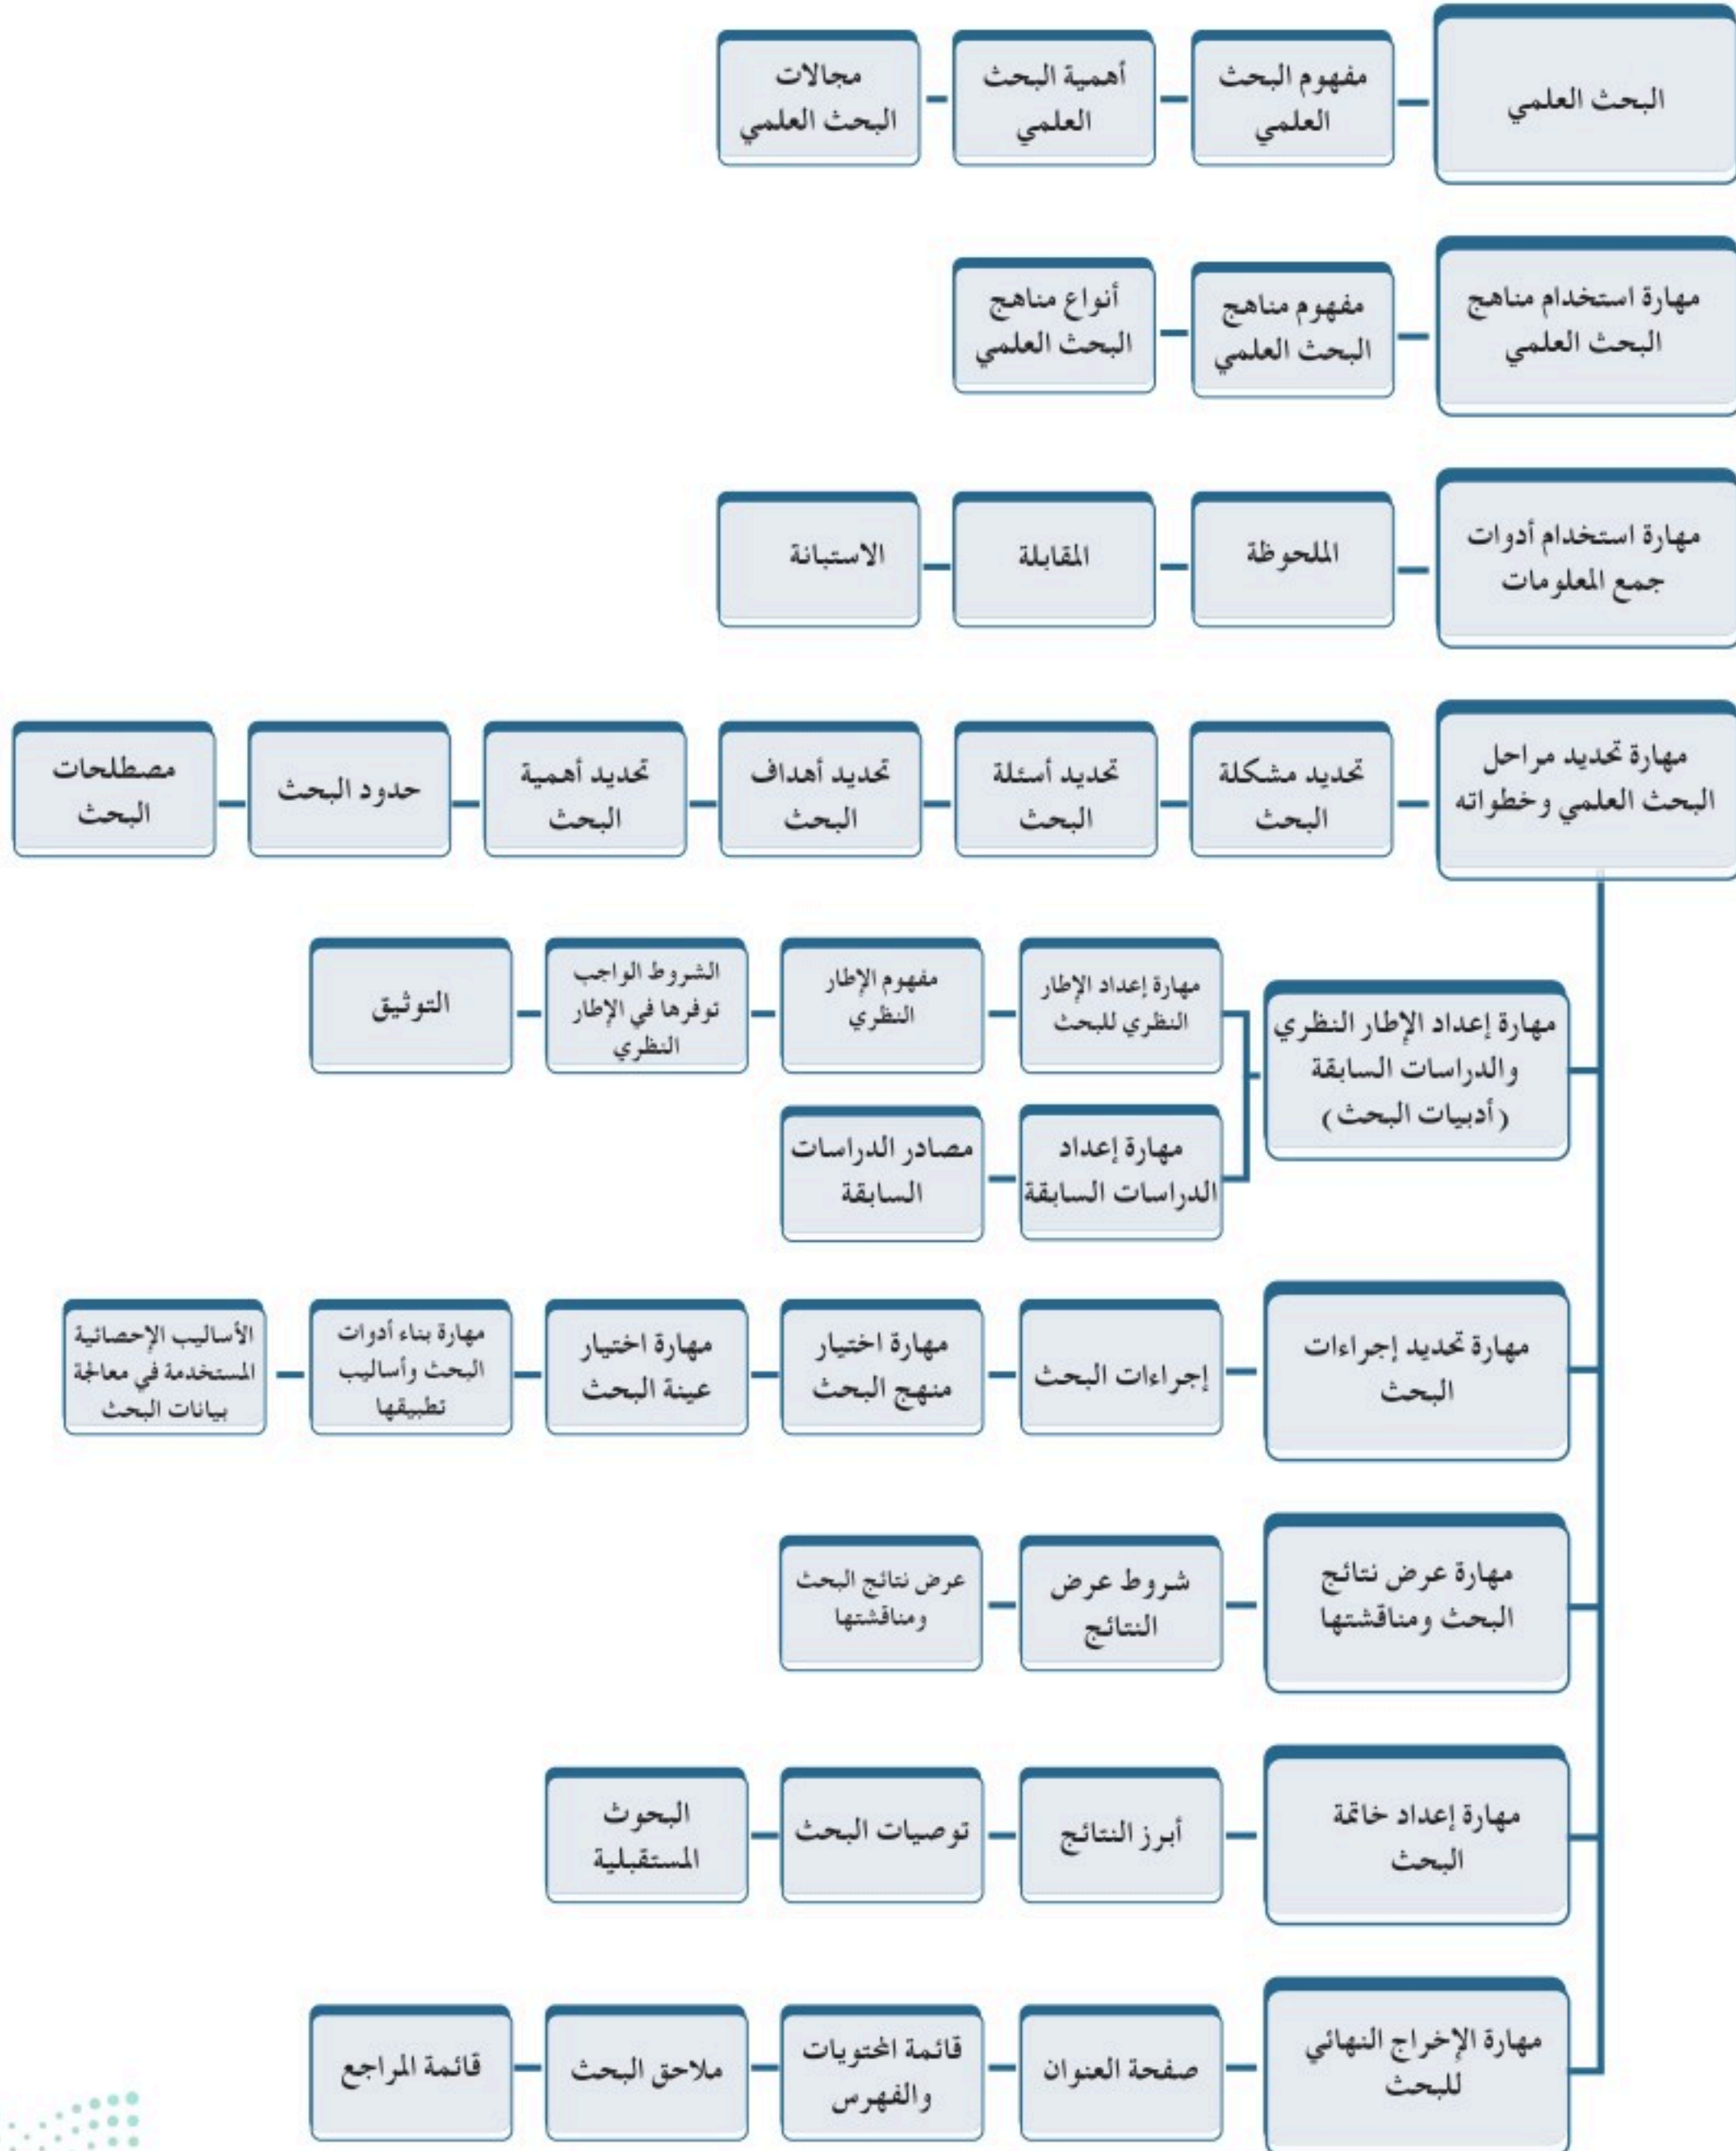 البحث العلمي
مفهوم البحث
العلمي
أهمية البحث
العلمي
مجالات
البحث العلمي
مهارة استخدام مناهج
البحث العلمي
مفهوم مناهج
البحث العلمي
أنواع مناهج
البحث العلمي
مهارة استخدام أدوات
جمع المعلومات
الملحوظة
المقابلة
الاستبانة
مهارة تحديد مراحل
البحث العلمي وخطواته
تحديد مشكلة
البحث
تحديد أسئلة
البحث
تحديد أهداف
البحث
تحديد أهمية
البحث
حدود البحث
مصطلحات
البحث
مهارة إعداد الإطار النظري
والدراسات السابقة
(أدبيات البحث)
مهارة إعداد الإطار
النظري للبحث
مفهوم الإطار
النظري
الشروط الواجب
توفرها في الإطار
النظري
التوثيق
مهارة إعداد
الدراسات السابقة
مصادر الدراسات
السابقة
مهارة تحديد إجراءات
البحث
إجراءات البحث
مهارة اختيار
منهج البحث
مهارة اختيار
عينة البحث
مهارة بناء أدوات
البحث وأساليب
تطبيقها
الأساليب الإحصائية
المستخدمة في معالجة
بيانات البحث
مهارة عرض نتائج
البحث ومناقشتها
شروط عرض
النتائج
عرض نتائج البحث
ومناقشتها
مهارة إعداد خاتمة
البحث
أبرز النتائج
توصيات البحث
البحوث
المستقبلية
مهارة الإخراج النهائي
للبحث
صفحة العنوان
قائمة المحتويات
والفهرس
ملاحق البحث
قائمة المراجع